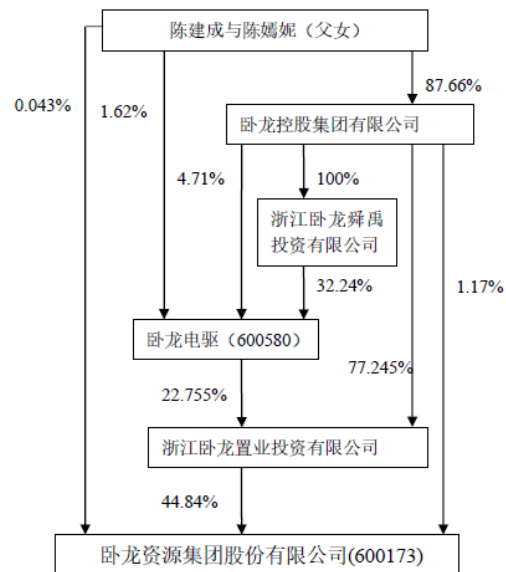 陈建成与陈嫣妮（父女）
87.66%
0.043%
1.62%
卧龙控股集团有限公司
4.71%
100%
浙江卧龙舜禹
投资有限公司
32.24%
1.17%
卧龙电驱（600580）
77.245%
22.755%
浙江卧龙置业投资有限公司
44.84%
卧龙资源集团股份有限公司(600173)